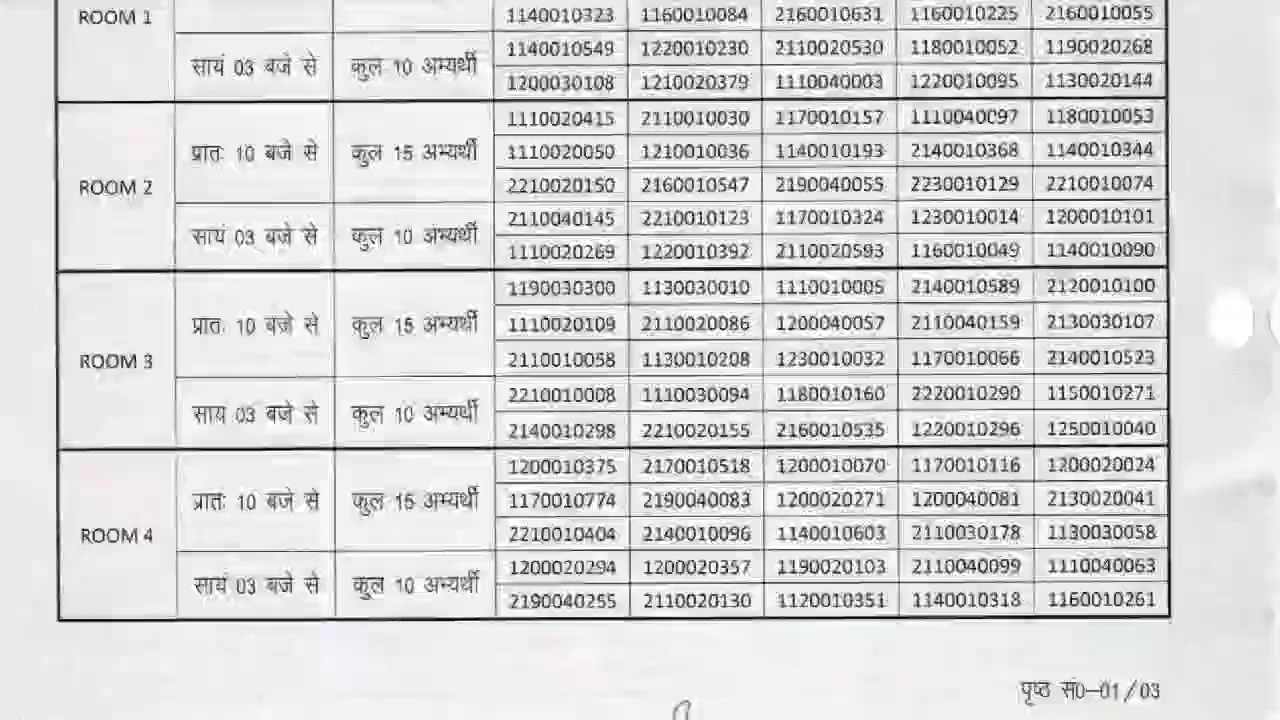 ROOM 1
1140010323 1160010084 2160010631 1160010225 2160010055
सायं 03 बजे से कुल 10 अभ्यर्थी
1140010549 1220010230 2110020530 1180010052 1190020268
1200030108 1210020379 1110040003 1220010095 1130020144
ROOM 2
प्रातः 10 बजे से कुल 15 अभ्यर्थी
1110020415 2110010030 1170010157 1110040097 1180010053
1110020050 1210010036 1140010193 2140010368 1140010344
2210020150 2160010547 2190040055 2230010129 2210010074
सायं 03 बजे से कुल 10 अभ्यर्थी
2110040145 2210010123 1170010324 1230010014 1200010101
1110020269 1220010392 2110020593 1160010049 1140010090
ROOM 3
प्रातः 10 बजे से कुल 15 अभ्यर्थी
1190030300 1130030010 1110010005 2140010589 2120010100
1110020109 2110020086 1200040057 2110040159 2130030107
2110010058 1130010208 1230010032 1170010066 2140010523
सायं 03 बजे से कुल 10 अभ्यर्थी
2210010008 1110030094 1180010160 2220010290 1150010271
2140010298 2210020155 2160010535 1220010296 1250010040
ROOM 4
प्रातः 10 बजे से कुल 15 अभ्यर्थी
1200010375 2170010518 1200010070 1170010116 1200020024
1170010774 2190040083 1200020271 1200040081 2130020041
2210010404 2140010096 1140010603 2110030178 1130030058
सायं 03 बजे से कुल 10 अभ्यर्थी
1200020294 1200020357 1190020103 2110040099 1110040063
2190040255 2110020130 1120010351 1140010318 1160010261
पृष्ठ स0-01/03